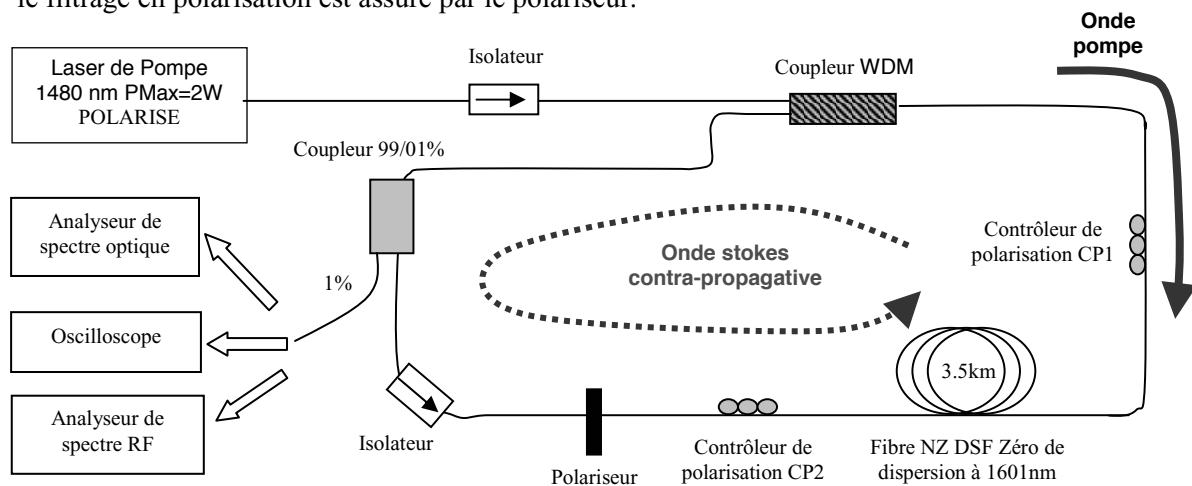 le filtrage en polarisation est assuré par le polariseur.
Onde
pompe
Laser de Pompe
1480 nm PMax=2W
POLARISE
Isolateur
Coupleur WDM
Coupleur 99/01%
Analyseur de
spectre optique
Onde stokes
contra-propagative
Contrôleur de
polarisation CP1
1%
Oscilloscope
3.5km
Analyseur de
spectre RF
Isolateur
Polariseur
Contrôleur de
polarisation CP2
Fibre NZ DSF Zéro de
dispersion à 1601nm